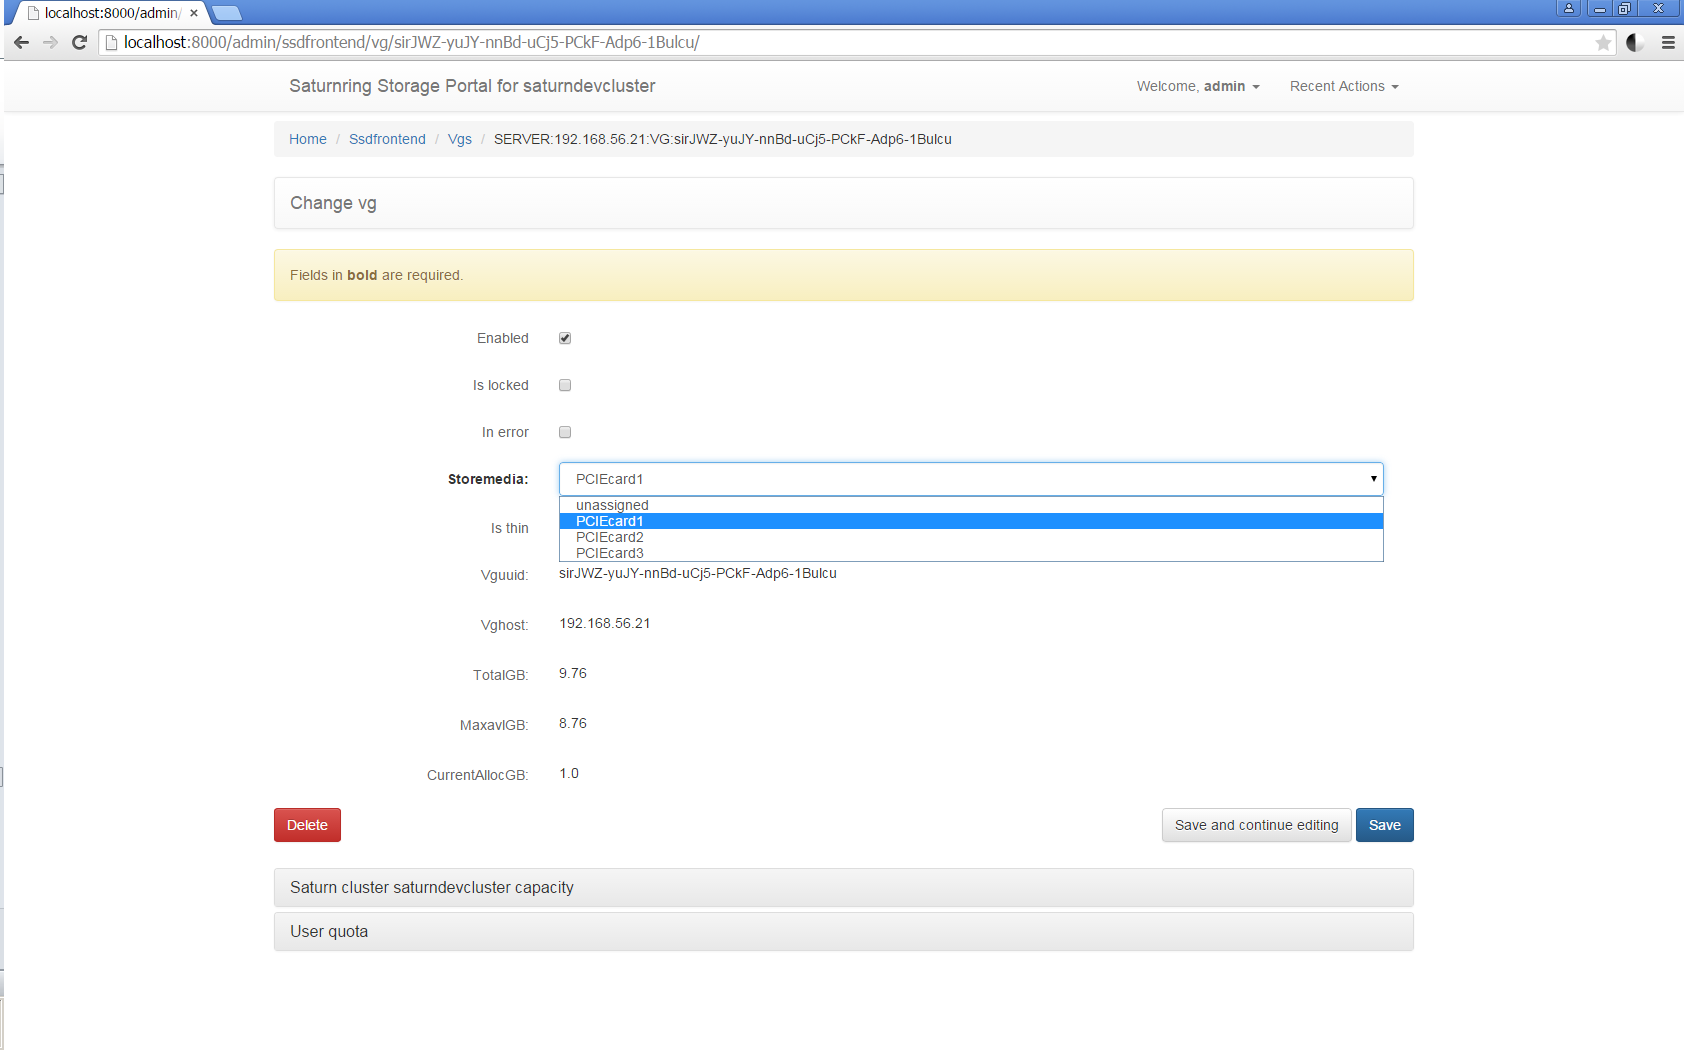 localhost:8000/admin/
localhost:8000/admin/ssdfrontend/vg/sirJWZ-yuJY-nnBd-uCj5-PCkF-Adp6-1Bulcu/
Saturnring Storage Portal for saturndevcluster Welcome, admin Recent Actions
Home / Ssdfrontend / Vgs / SERVER:192.168.56.21:VG:sirJWZ-yuJY-nnBd-uCj5-PCkF-Adp6-1Bulcu
Change vg
Fields in bold are required.
Enabled
Is locked
In error
Storemedia: PCIEcard1
unassigned
PCIEcard1
PCIEcard2
PCIEcard3
Is thin
Vguuid: sirJWZ-yuJY-nnBd-uCj5-PCkF-Adp6-1Bulcu
Vghost: 192.168.56.21
TotalGB: 9.76
MaxavlGB: 8.76
CurrentAllocGB: 1.0
Delete Save and continue editing Save
Saturn cluster saturndevcluster capacity
User quota